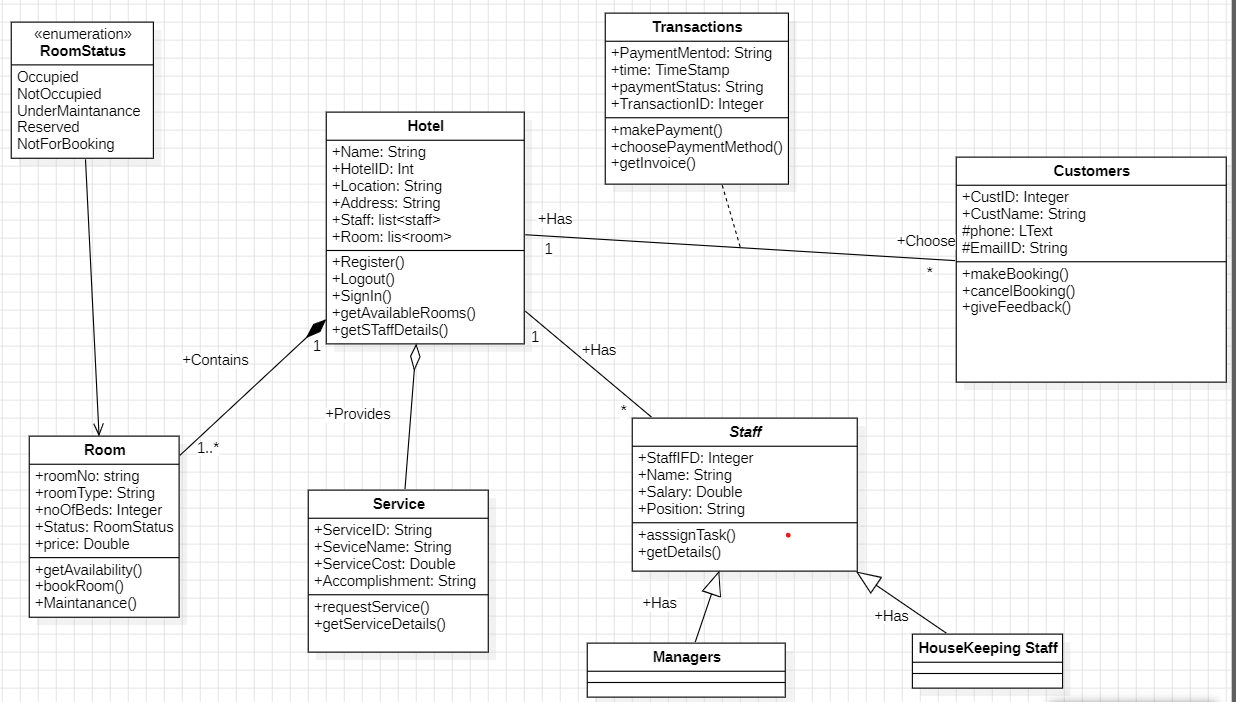 «enumeration»
RoomStatus
Occupied
NotOccupied
UnderMaintanance
Reserved
NotForBooking
Transactions
+PaymentMentod: String
+time: TimeStamp
+paymentStatus: String
+TransactionID: Integer
+makePayment()
+choosePaymentMethod()
+getInvoice()
Hotel
+Name: String
+HotelID: Int
+Location: String
+Address: String
+Staff: list<staff>
+Room: lis<room>
+Register()
+Logout()
+SignIn()
+getAvailableRooms()
+getSTaffDetails()
Customers
+CustID: Integer
+CustName: String
#phone: LText
#EmailID: String
+makeBooking()
+cancelBooking()
+giveFeedback()
+Has
1
+Choose
*
+Contains
1
1..*
+Provides
1
+Has
*
Room
+roomNo: string
+roomType: String
+noOfBeds: Integer
+Status: RoomStatus
+price: Double
+getAvailability()
+bookRoom()
+Maintanance()
Service
+ServiceID: String
+SeviceName: String
+ServiceCost: Double
+Accomplishment: String
+requestService()
+getServiceDetails()
Staff
+StaffIFD: Integer
+Name: String
+Salary: Double
+Position: String
+asssignTask()
+getDetails()
+Has
+Has
Managers
HouseKeeping Staff